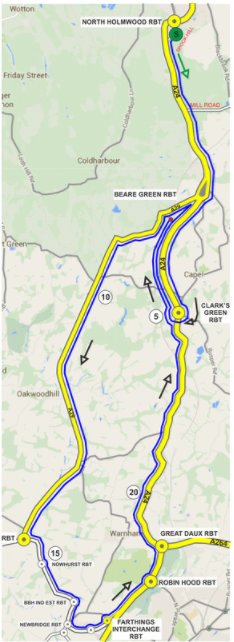 Wotton
NORTH HOLMWOOD RBT
S
A24
Friday Street
MILL ROAD
Coldharbour
BEARE GREEN RBT
A29
t Green
A24
Capel
10
5
CLARK'S
GREEN
RBT
Oakwoodhill
A29
20
A24
Warnham
GREAT DAUX RBT
A264
RBT
15
HOWHURST RBT
ROBIN HOOD RBT
BBH IND EST RBT
NEWBRIDGE RBT
FARTHINGS
INTERCHANGE
RBT